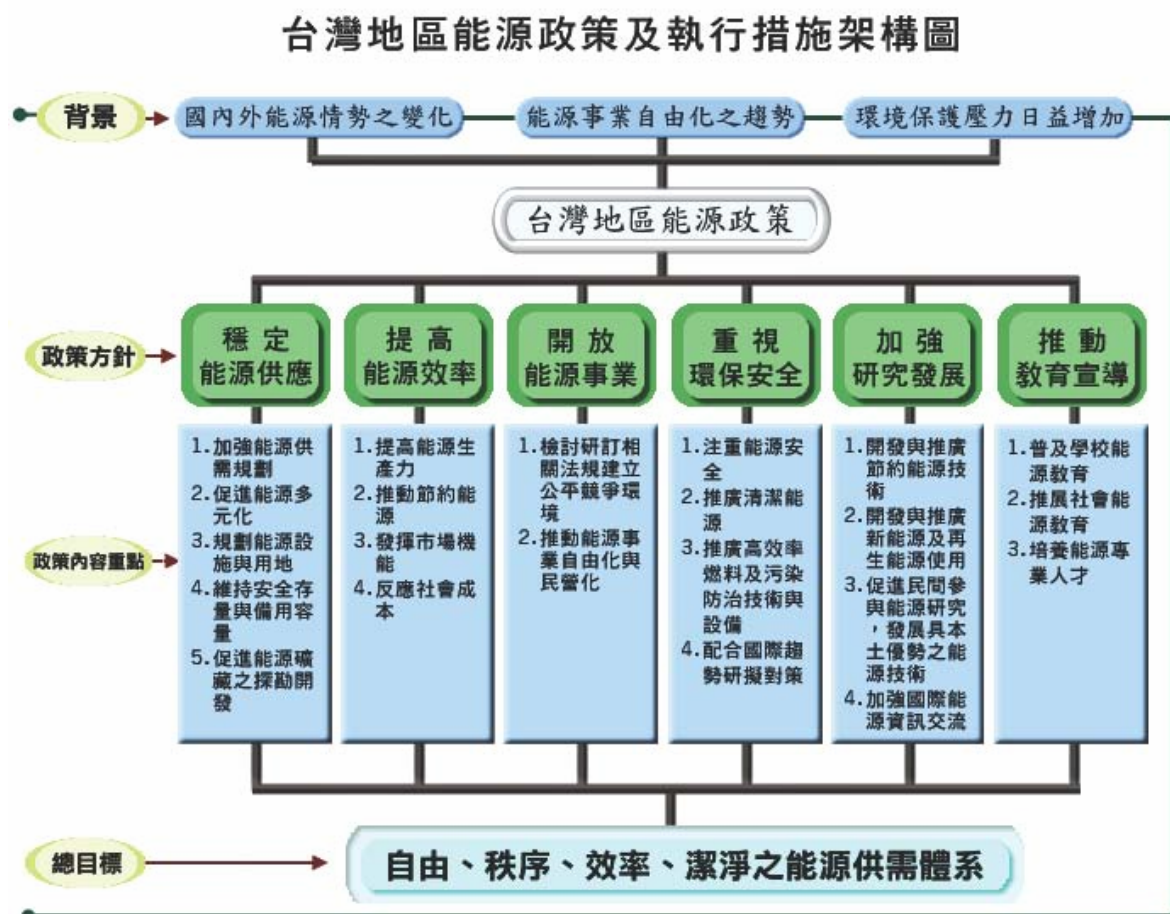 台灣地區能源政策及執行措施架構圖
背景
國內外能源情勢之變化
能源事業自由化之趨勢
環境保護壓力日益增加
台灣地區能源政策
政策方針
穩定
能源供應
提高
能源效率
開放
能源事業
重視
環保安全
加強
研究發展
推動
教育宣導
政策內容重點
1.加強能源供
需規劃
2.促進能源多
元化
3.規劃能源設
施與用地
4.維持安全存
量與備用容
量
5.促進能源礦
藏之探勘開
發
1.提高能源生
產力
2.推動節約能
源
3.發揮市場機
能
4.反應社會成
本
1.檢討研訂相
關法規建立
公平競爭環
境
2.推動能源事
業自由化與
民營化
1.注重能源安
全
2.推廣清潔能
源
3.推廣高效率
燃料及污染
防治技術與
設備
4.配合國際趨
勢研擬對策
1.開發與推廣
節約能源技
術
2.開發與推廣
新能源及再
生能源使用
3.促進民間參
與能源研究
，發展具本
土優勢之能
源技術
4.加強國際能
源資訊交流
1.普及學校能
源教育
2.推展社會能
源教育
3.培養能源專
業人才
總目標
自由、秩序、效率、潔淨之能源供需體系